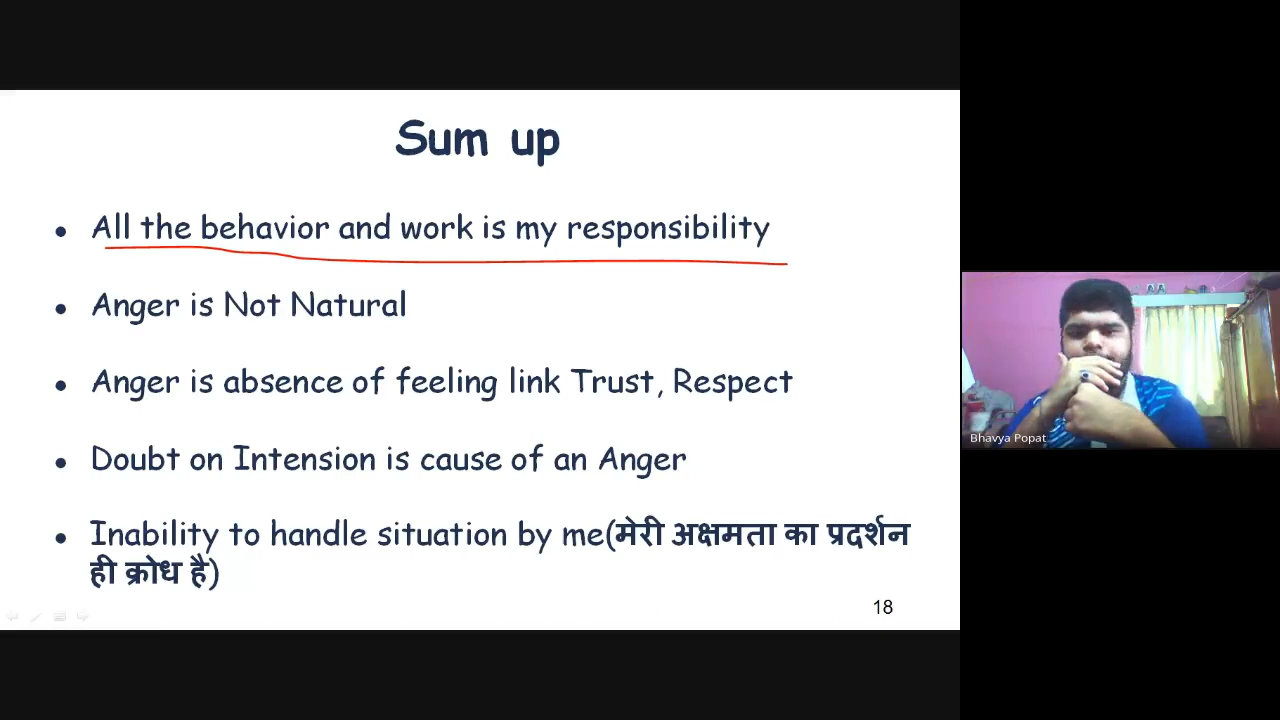 Sum up
• All the behavior and work is my responsibility
• Anger is Not Natural
• Anger is absence of feeling link Trust, Respect
• Doubt on Intension is cause of an Anger
• Inability to handle situation by me(मेरी अक्षमता का प्रदर्शन
ही क्रोध है)
18
Bhavya Popat